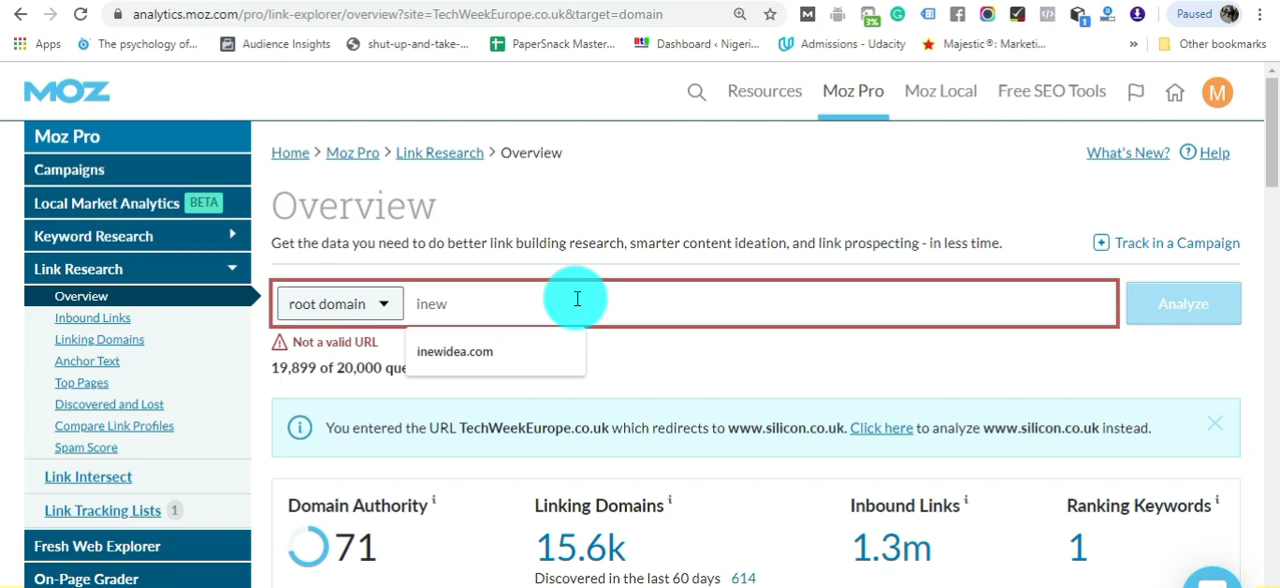 analytics.moz.com/pro/link-explorer/overview?site=TechWeekEurope.co.uk&target=domain
Paused
Apps
The psychology of...
Audience Insights
shut-up-and-take-...
PaperSnack Master...
Dashboard ‹ Nigeri...
Admissions - Udacity
Majestic®: Marketi...
»
Other bookmarks
MOZ
Resources
Moz Pro
Moz Local
Free SEO Tools
M
Moz Pro
Campaigns
Local Market Analytics BETA
Keyword Research
Link Research
Overview
Inbound Links
Linking Domains
Anchor Text
Top Pages
Discovered and Lost
Compare Link Profiles
Spam Score
Link Intersect
Link Tracking Lists 1
Fresh Web Explorer
On-Page Grader
Home > Moz Pro > Link Research > Overview
What's New? Help
Overview
Get the data you need to do better link building research, smarter content ideation, and link prospecting - in less time.
Track in a Campaign
root domain
inew
Analyze
Not a valid URL
inewidea.com
19,899 of 20,000 que
You entered the URL TechWeekEurope.co.uk which redirects to www.silicon.co.uk. Click here to analyze www.silicon.co.uk instead.
Domain Authority i
71
Linking Domains i
15.6k
Discovered in the last 60 days 614
Inbound Links i
1.3m
Ranking Keywords i
1